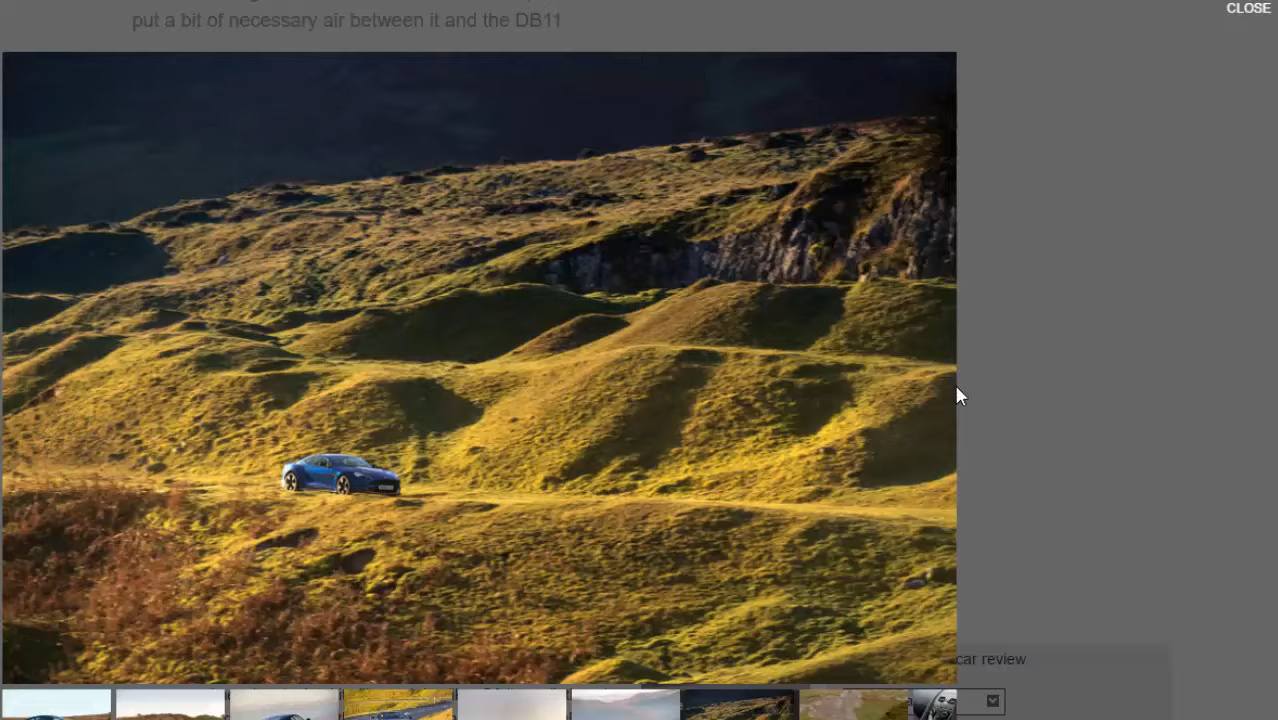 put a bit of necessary air between it and the DB11
CLOSE
car review